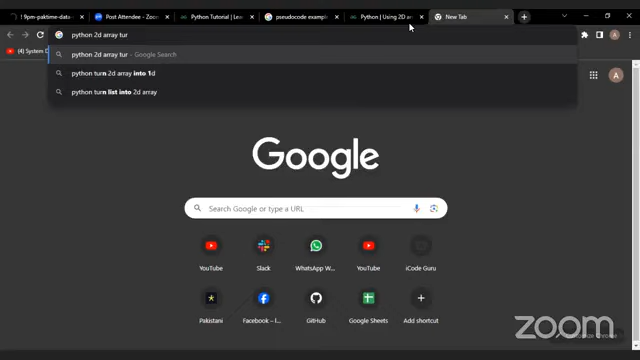 ! 9pm-paktime-davs
Post Attendee - Zoom
Python Tutorial | Le
pseudocode example
Python | Using 2D ar
New Tab
python 2d array tur
(4)
python 2d array tur - Google Search
python turn 2d array into 1d
python turn list into 2d array
Google
Search Google or type a URL
YouTube
Slack
WhatsApp W...
YouTube
iCode Guru
Pakistani
Facebook – l...
GitHub
Google Sheets
Add shortcut
zoom